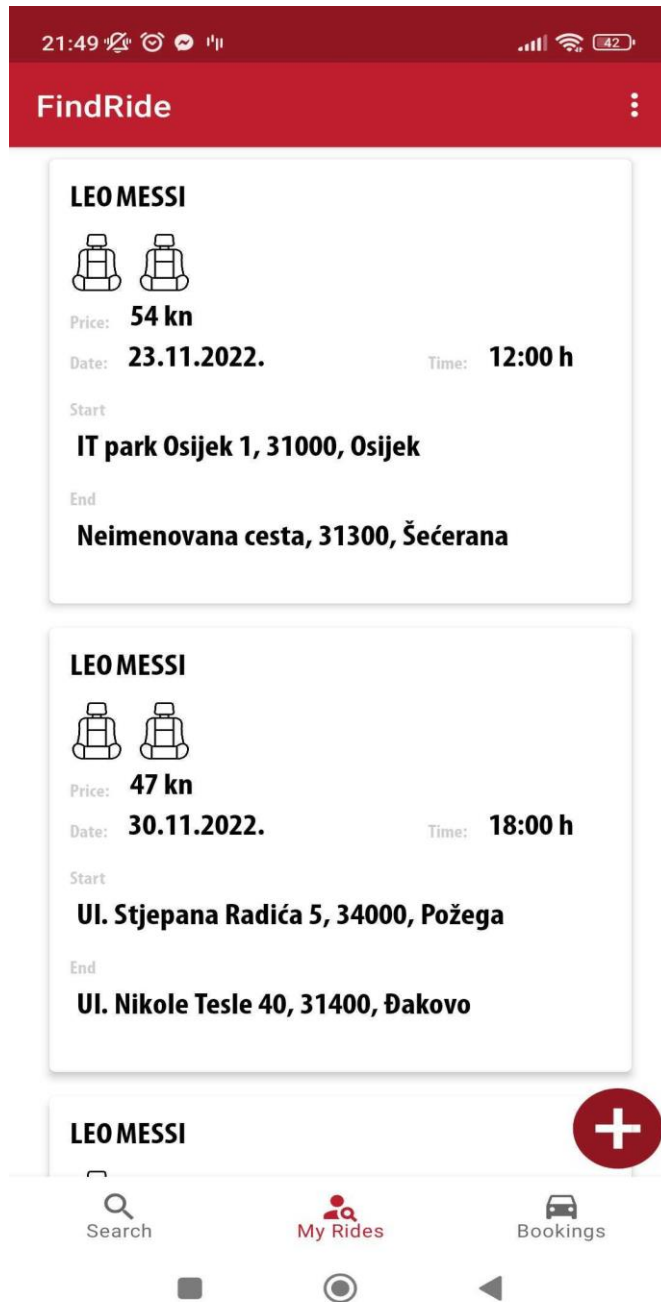 21:49 42
FindRide
LEO MESSI
Price: 54 kn
Date: 23.11.2022. Time: 12:00 h
Start
IT park Osijek 1, 31000, Osijek
End
Neimenovana cesta, 31300, Šećerana
LEO MESSI
Price: 47 kn
Date: 30.11.2022. Time: 18:00 h
Start
Ul. Stjepana Radića 5, 34000, Požega
End
Ul. Nikole Tesle 40, 31400, Đakovo
LEO MESSI
Search My Rides Bookings